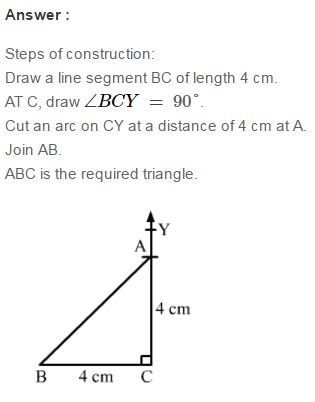 Answer :
Steps of construction:
Draw a line segment BC of length 4 cm.
AT C, draw ∠BCY = 90°.
Cut an arc on CY at a distance of 4 cm at A.
Join AB.
ABC is the required triangle.
Y
A
4 cm
B 4 cm C